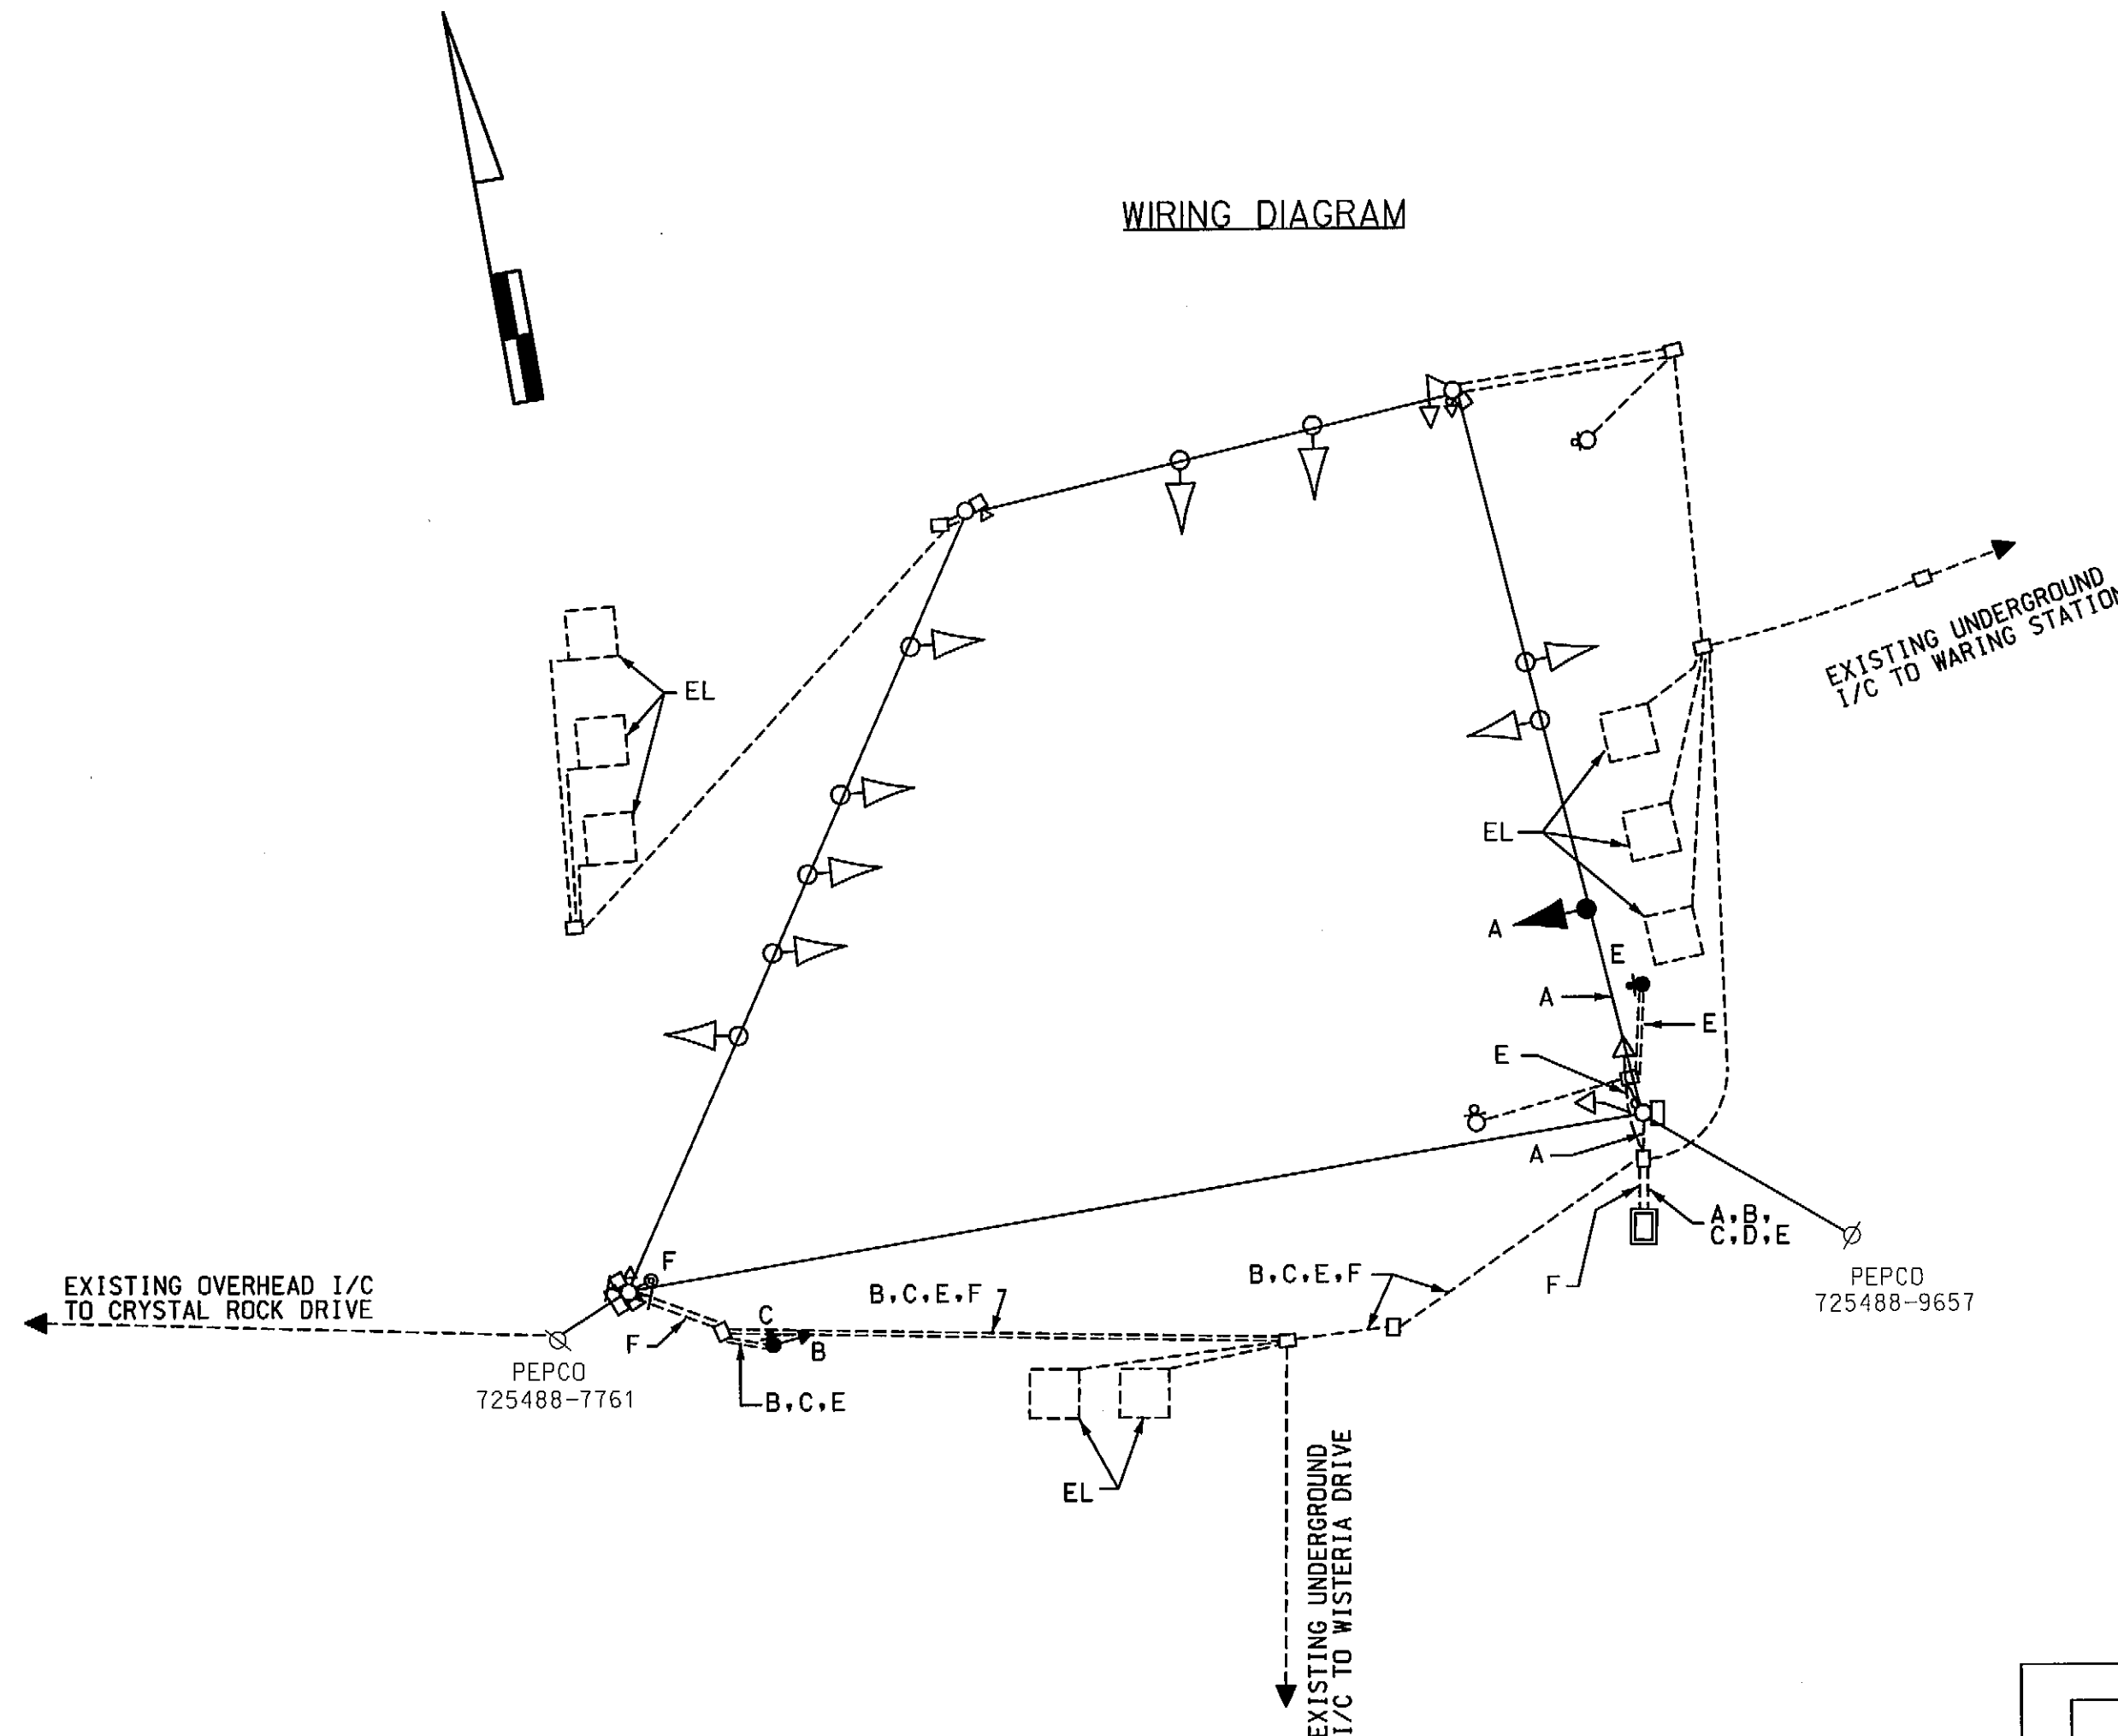 WIRING DIAGRAM
EXISTING UNDERGROUND
I/C TO WARING STATION
EL
EL
A
E
A
E
E
A
A,B,
C,D,E
F
PEPCO
725488-9657
B,C,E,F
B,C,E,F
F
EXISTING OVERHEAD I/C
TO CRYSTAL ROCK DRIVE
C
F
B
PEPCO
725488-7761
B,C,E
EL
EXISTING UNDERGROUND
I/C TO WISTERIA DRIVE